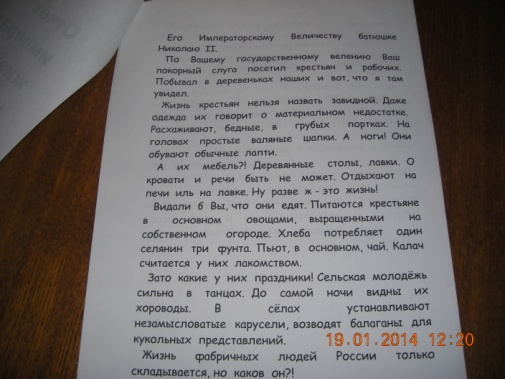 Его Императорскому Величеству батюшке
Николаю II.
По Вашему государственному велению Ваш
покорный слуга посетил крестьян и рабочих.
Побывал в деревеньках наших и вот, что я там
увидел.
Жизнь крестьян нельзя назвать завидной. Даже
одежда их говорит о материальном недостатке.
Расхаживают, бедные, в грубых портках. На
головах простые валяные шапки. А ноги! Они
обувают обычные лапти.
А их мебель?! Деревянные столы, лавки. О
кровати и речи быть не может. Отдыхают на
печи иль на лавке. Ну разве ж - это жизнь!
Видали б Вы, что они едят. Питаются крестьяне
в основном овощами, выращенными на
собственном огороде. Хлеба потребляет один
селянин три фунта. Пьют, в основном, чай. Калач
считается у них лакомством.
Зато какие у них праздники! Сельская молодёжь
сильна в танцах. До самой ночи видны их
хороводы. В сёлах устанавливают
незамысловатые карусели, возводят балаганы для
кукольных представлений.
Жизнь фабричных людей России только
складывается, но каков он?!
19.01.2014 12:20